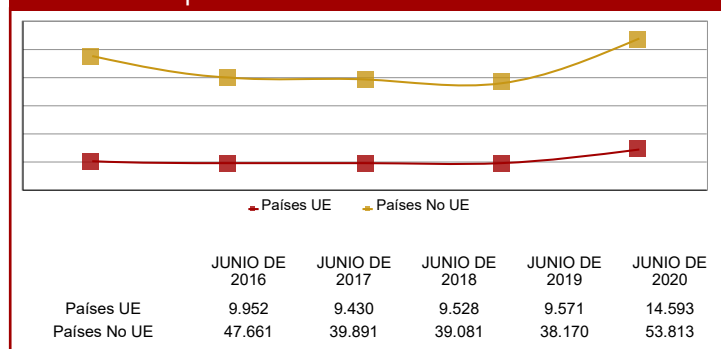 Países UE Países No UE
JUNIO DE JUNIO DE JUNIO DE JUNIO DE JUNIO DE
2016 2017 2018 2019 2020
Países UE 9.952 9.430 9.528 9.571 14.593
Países No UE 47.661 39.891 39.081 38.170 53.813